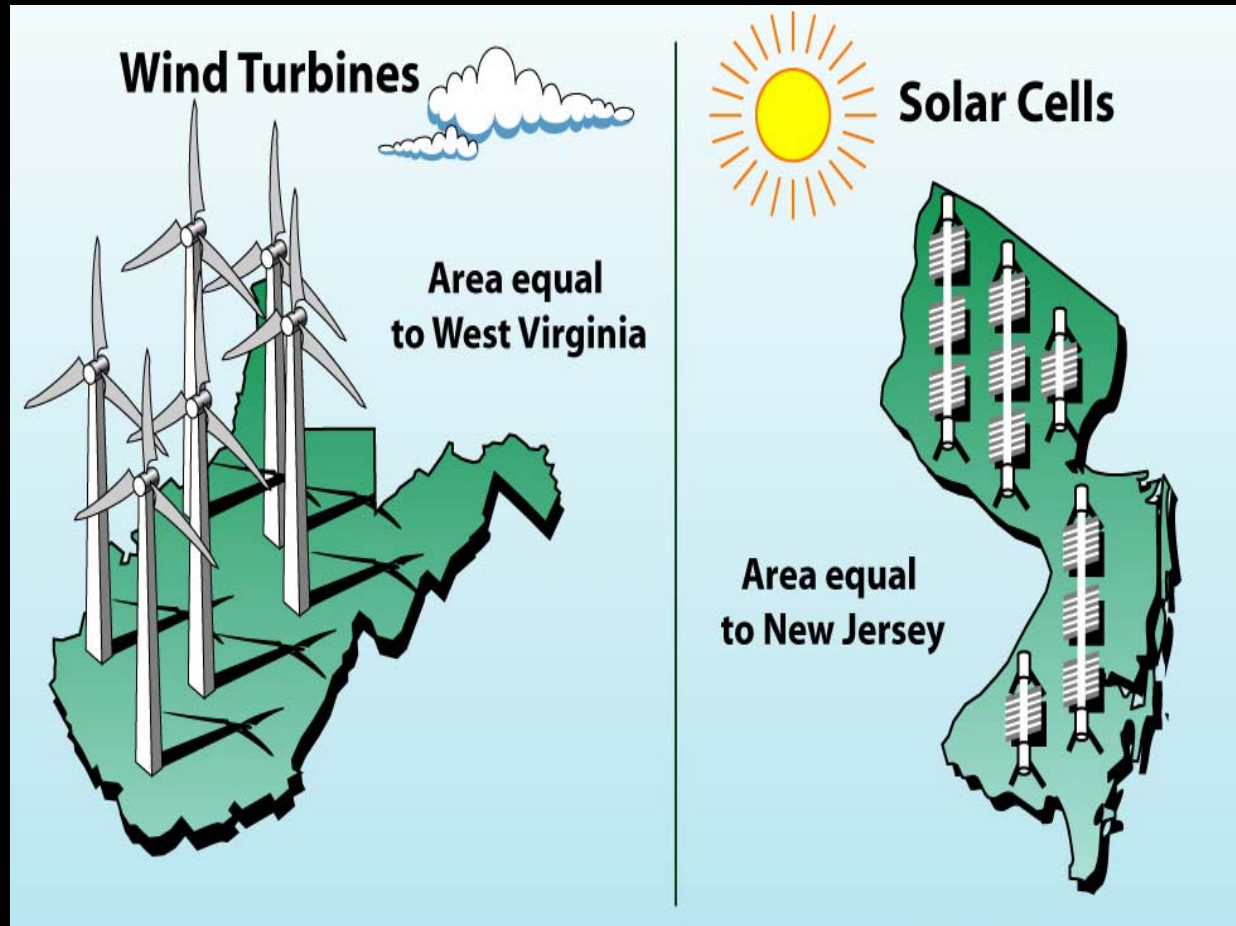 Wind Turbines
Area equal
to West Virginia
Solar Cells
Area equal
to New Jersey